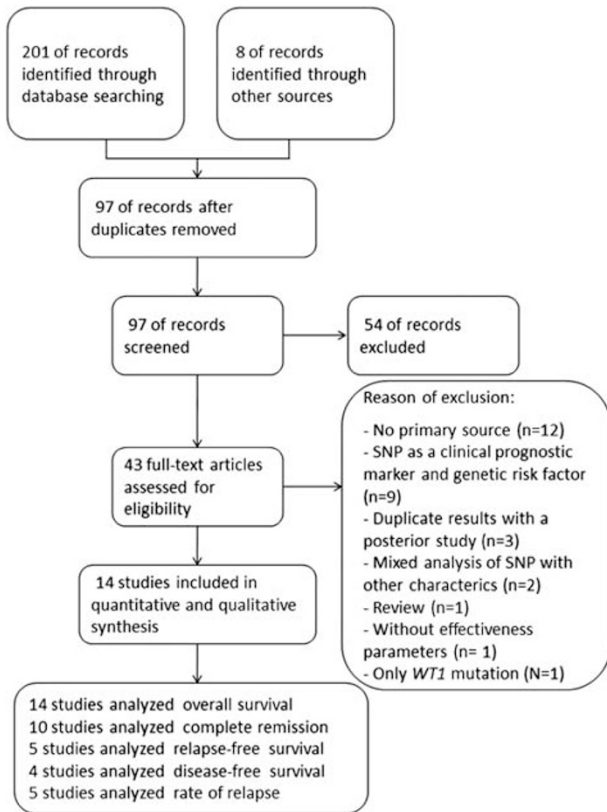 201 of records
identified through
database searching
8 of records
identified through
other sources
97 of records after
duplicates removed
97 of records
screened
54 of records
excluded
43 full-text articles
assessed for
eligibility
Reason of exclusion:
- No primary source (n=12)
- SNP as a clinical prognostic
marker and genetic risk factor
(n=9)
- Duplicate results with a
posterior study (n=3)
- Mixed analysis of SNP with
other characterics (n=2)
- Review (n=1)
- Without effectiveness
parameters (n= 1)
- Only WT1 mutation (N=1)
14 studies included in
quantitative and qualitative
synthesis
14 studies analyzed overall survival
10 studies analyzed complete remission
5 studies analyzed relapse-free survival
4 studies analyzed disease-free survival
5 studies analyzed rate of relapse